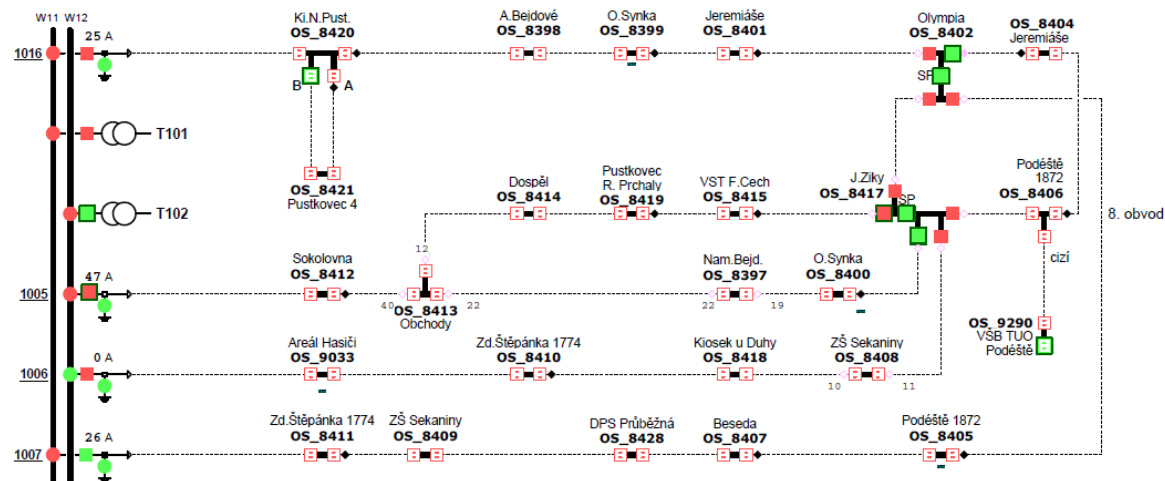 W11 W12
25 A
1016
Ki.N.Pust.
OS_8420
B
A
A.Bejdové
OS_8398
O.Synka
OS_8399
Jeremiáše
OS_8401
Olympia
OS_8402
SP
OS_8404
Jeremiáše
T101
OS_8421
Pustkovec 4
T102
Dospěl
OS_8414
Pustkovec
R. Prchaly
OS_8419
VST F.Cech
OS_8415
J.Ziky
OS_8417
SP
Podéště
1872
OS_8406
8. obvod
cizí
47 A
1005
Sokolovna
OS_8412
12
40
22
OS_8413
Obchody
Nam.Bejd.
OS_8397
22
19
O.Synka
OS_8400
OS_9290
VŠB TUO
Podéště
0 A
1006
Areál Hasiči
OS_9033
Zd.Štěpánka 1774
OS_8410
Kiosek u Duhy
OS_8418
ZŠ Sekaniny
OS_8408
10
11
26 A
1007
Zd.Štěpánka 1774
OS_8411
ZŠ Sekaniny
OS_8409
DPS Průběžná
OS_8428
Beseda
OS_8407
Podéště 1872
OS_8405